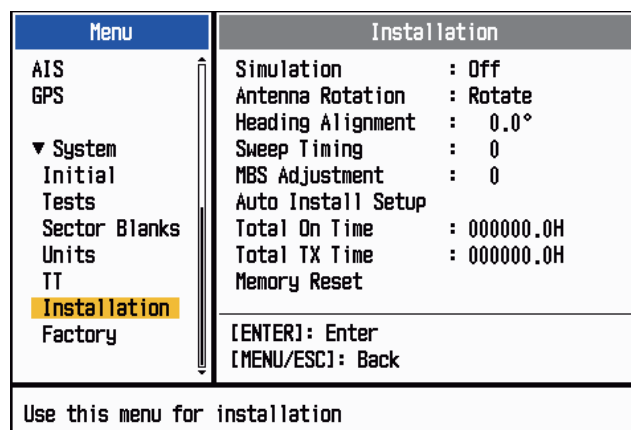 Menu
AIS
GPS
▼ System
Initial
Tests
Sector Blanks
Units
TT
Installation
Factory
Installation
Simulation : Off
Antenna Rotation : Rotate
Heading Alignment : 0.0°
Sweep Timing : 0
MBS Adjustment : 0
Auto Install Setup
Total On Time : 000000.0H
Total TX Time : 000000.0H
Memory Reset
[ENTER]: Enter
[MENU/ESC]: Back
Use this menu for installation